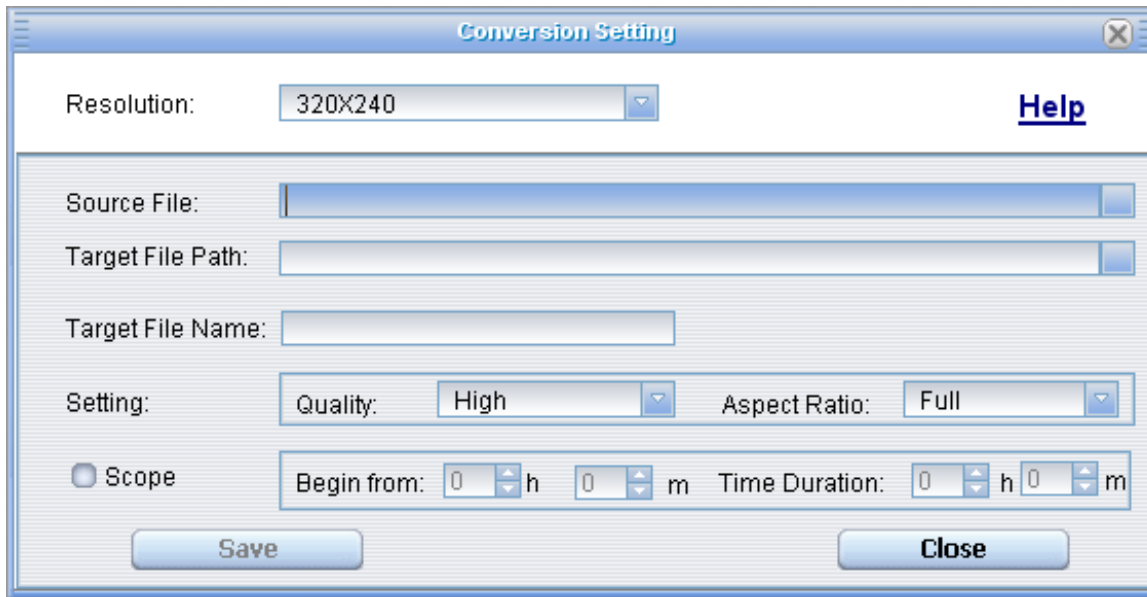 Conversion Setting
Resolution: 320X240 Help
Source File:
Target File Path:
Target File Name:
Setting: Quality: High Aspect Ratio: Full
Scope Begin from: 0 h 0 m Time Duration: 0 h 0 m
Save Close